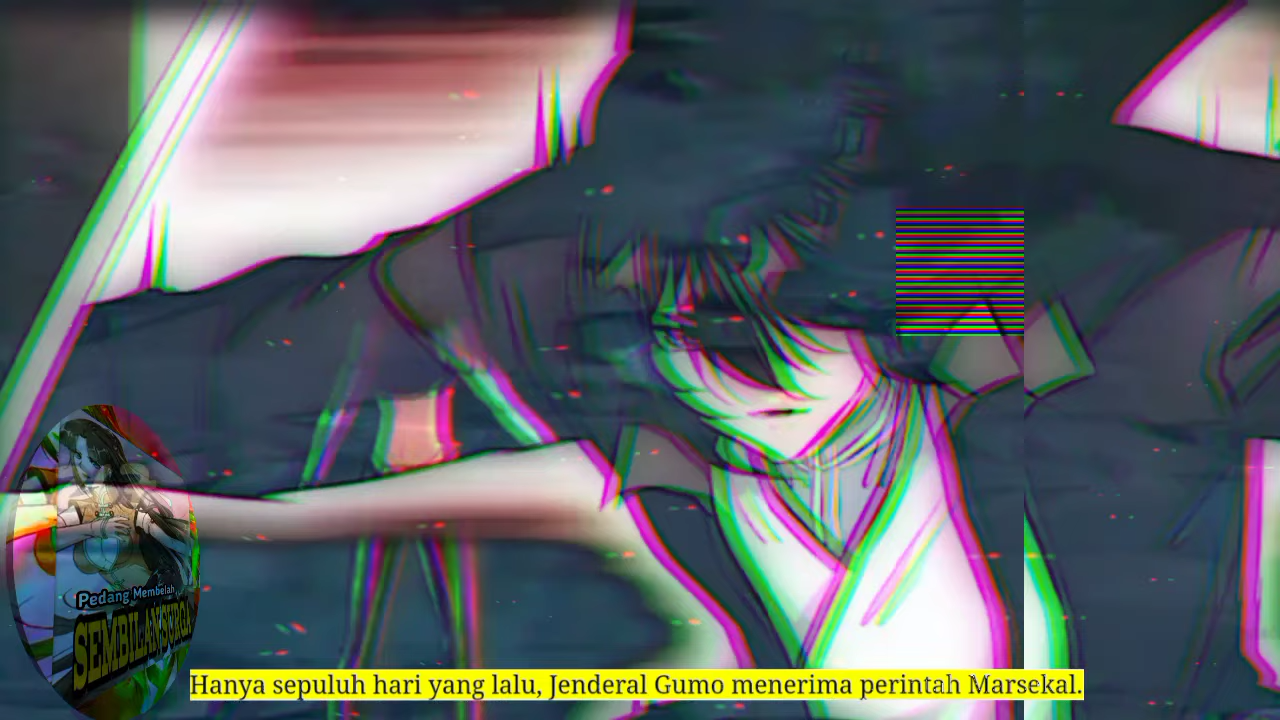 Pedang Membelah
SEMBILAN SURGA
Hanya sepuluh hari yang lalu, Jenderal Gumo menerima perintah Marsekal.